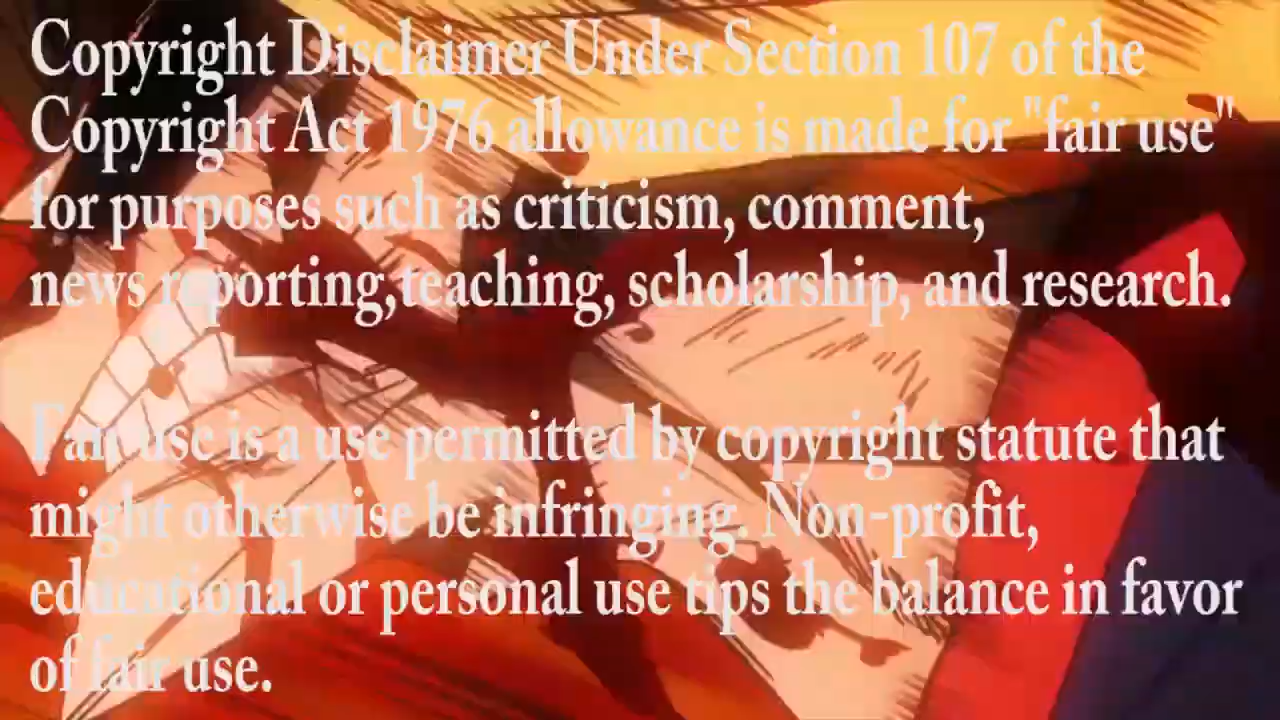 Copyright Disclaimer Under Section 107 of the
Copyright Act 1976 allowance is made for "fair use"
for purposes such as criticism, comment,
news reporting,teaching, scholarship, and research.
Fair use is a use permitted by copyright statute that
might otherwise be infringing. Non-profit,
educational or personal use tips the balance in favor
of fair use.